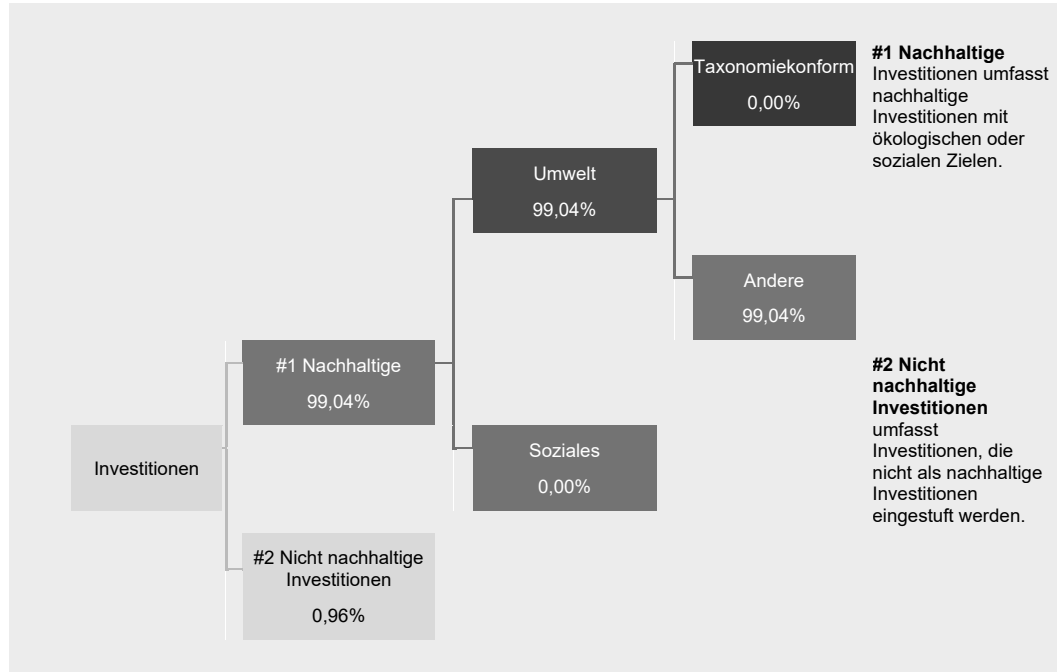 Taxonomiekonform
0,00%
Umwelt
99,04%
Andere
99,04%
#1 Nachhaltige
99,04%
Investitionen
Soziales
0,00%
#2 Nicht nachhaltige
Investitionen
0,96%
#1 Nachhaltige
Investitionen umfasst
nachhaltige
Investitionen mit
ökologischen oder
sozialen Zielen.
#2 Nicht
nachhaltige
Investitionen
umfasst
Investitionen, die
nicht als nachhaltige
Investitionen
eingestuft werden.